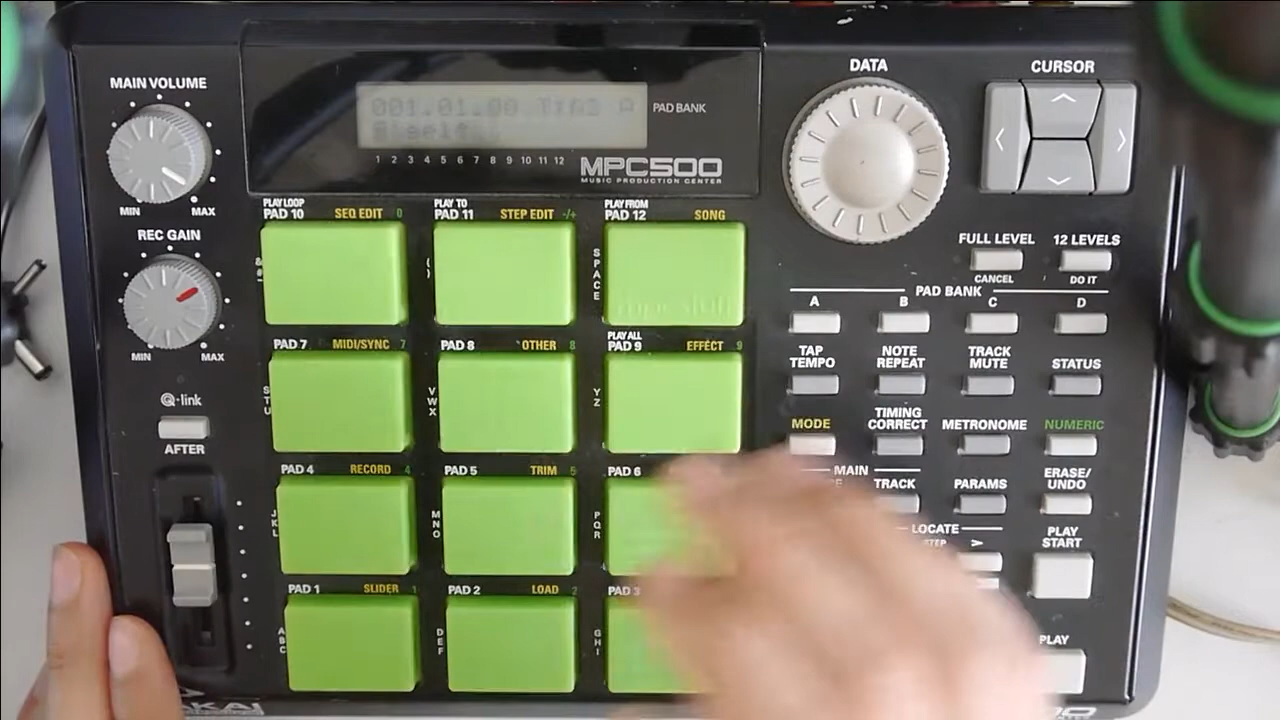 MAIN VOLUME
MIN MAX
REC GAIN
MIN MAX
Q-link
AFTER
001.01.00
PAD BANK
1 2 3 4 5 6 7 8 9 10 11 12
MPC500
MUSIC PRODUCTION CENTER
DATA
CURSOR
PLAY LOOP
PAD 10 SEQ EDIT 0
PLAY TO
PAD 11 STEP EDIT -/+
PLAY FROM
PAD 12 SONG
SPACE
FULL LEVEL 12 LEVELS
CANCEL DO IT
PAD BANK
A B C D
PAD 7 MIDI/SYNC 7
PAD 8 OTHER 8
PLAY ALL
PAD 9 EFFECT 9
STU
VWX
YZ
TAP TEMPO
NOTE REPEAT
TRACK MUTE
STATUS
MODE
TIMING CORRECT
METRONOME
NUMERIC
PAD 4 RECORD 4
PAD 5 TRIM 5
PAD 6
JKL
MNO
PQR
MAIN
TRACK
PARAMS
ERASE/UNDO
LOCATE
>
PLAY START
PAD 1 SLIDER 1
PAD 2 LOAD 2
PAD 3
ABC
DEF
GHI
PLAY
AKAI